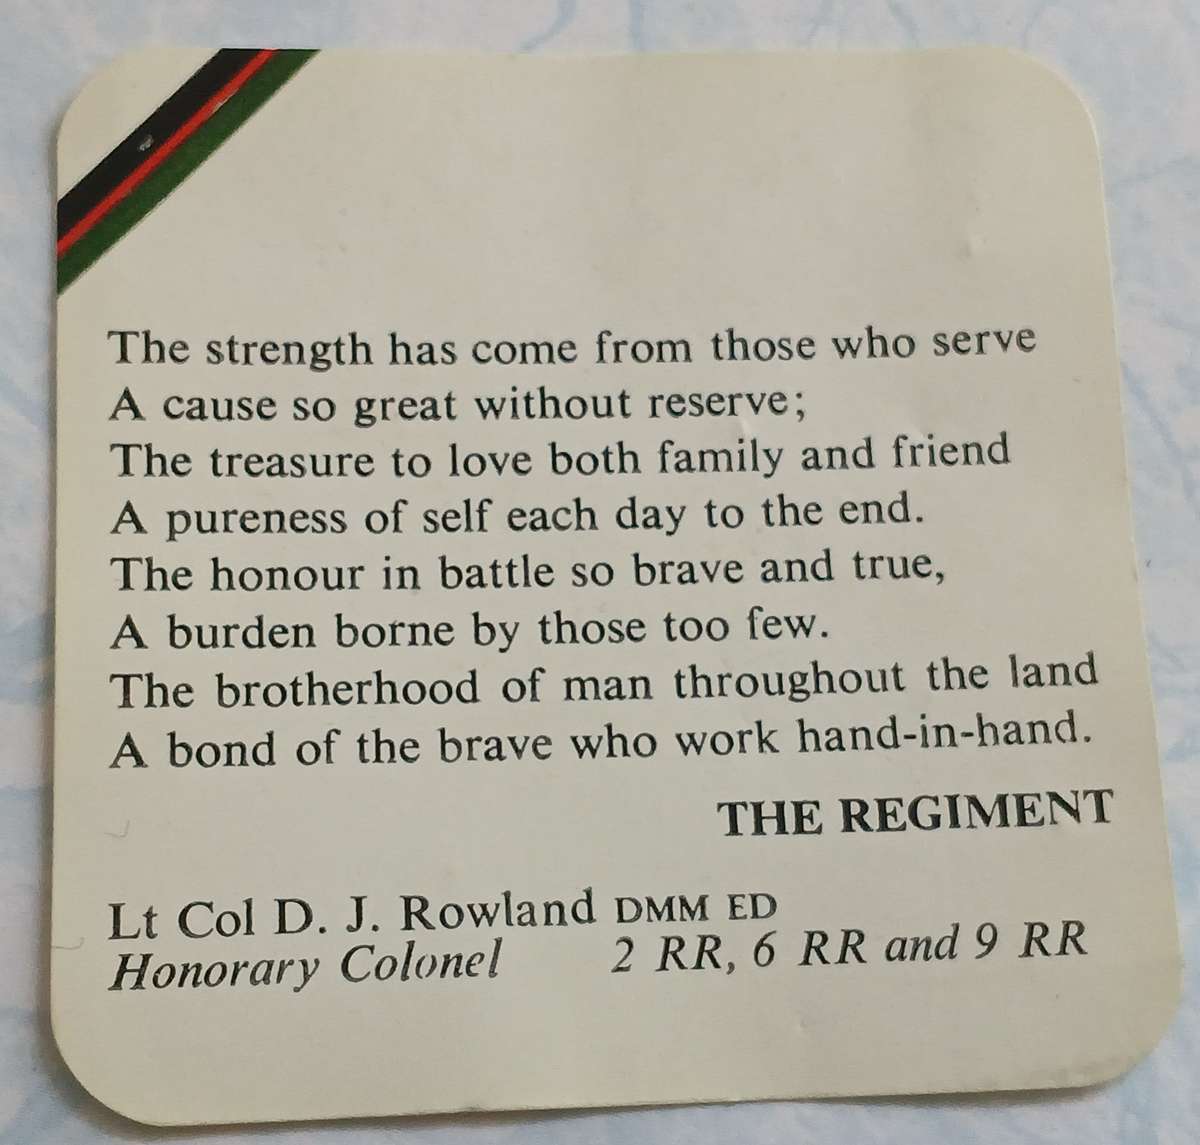 The strength has come from those who serve
A cause so great without reserve;
The treasure to love both family and friend
A pureness of self each day to the end.
The honour in battle so brave and true,
A burden borne by those too few.
The brotherhood of man throughout the land
A bond of the brave who work hand-in-hand.
THE REGIMENT
Lt Col D. J. Rowland DMM ED
Honorary Colonel 2 RR, 6 RR and 9 RR